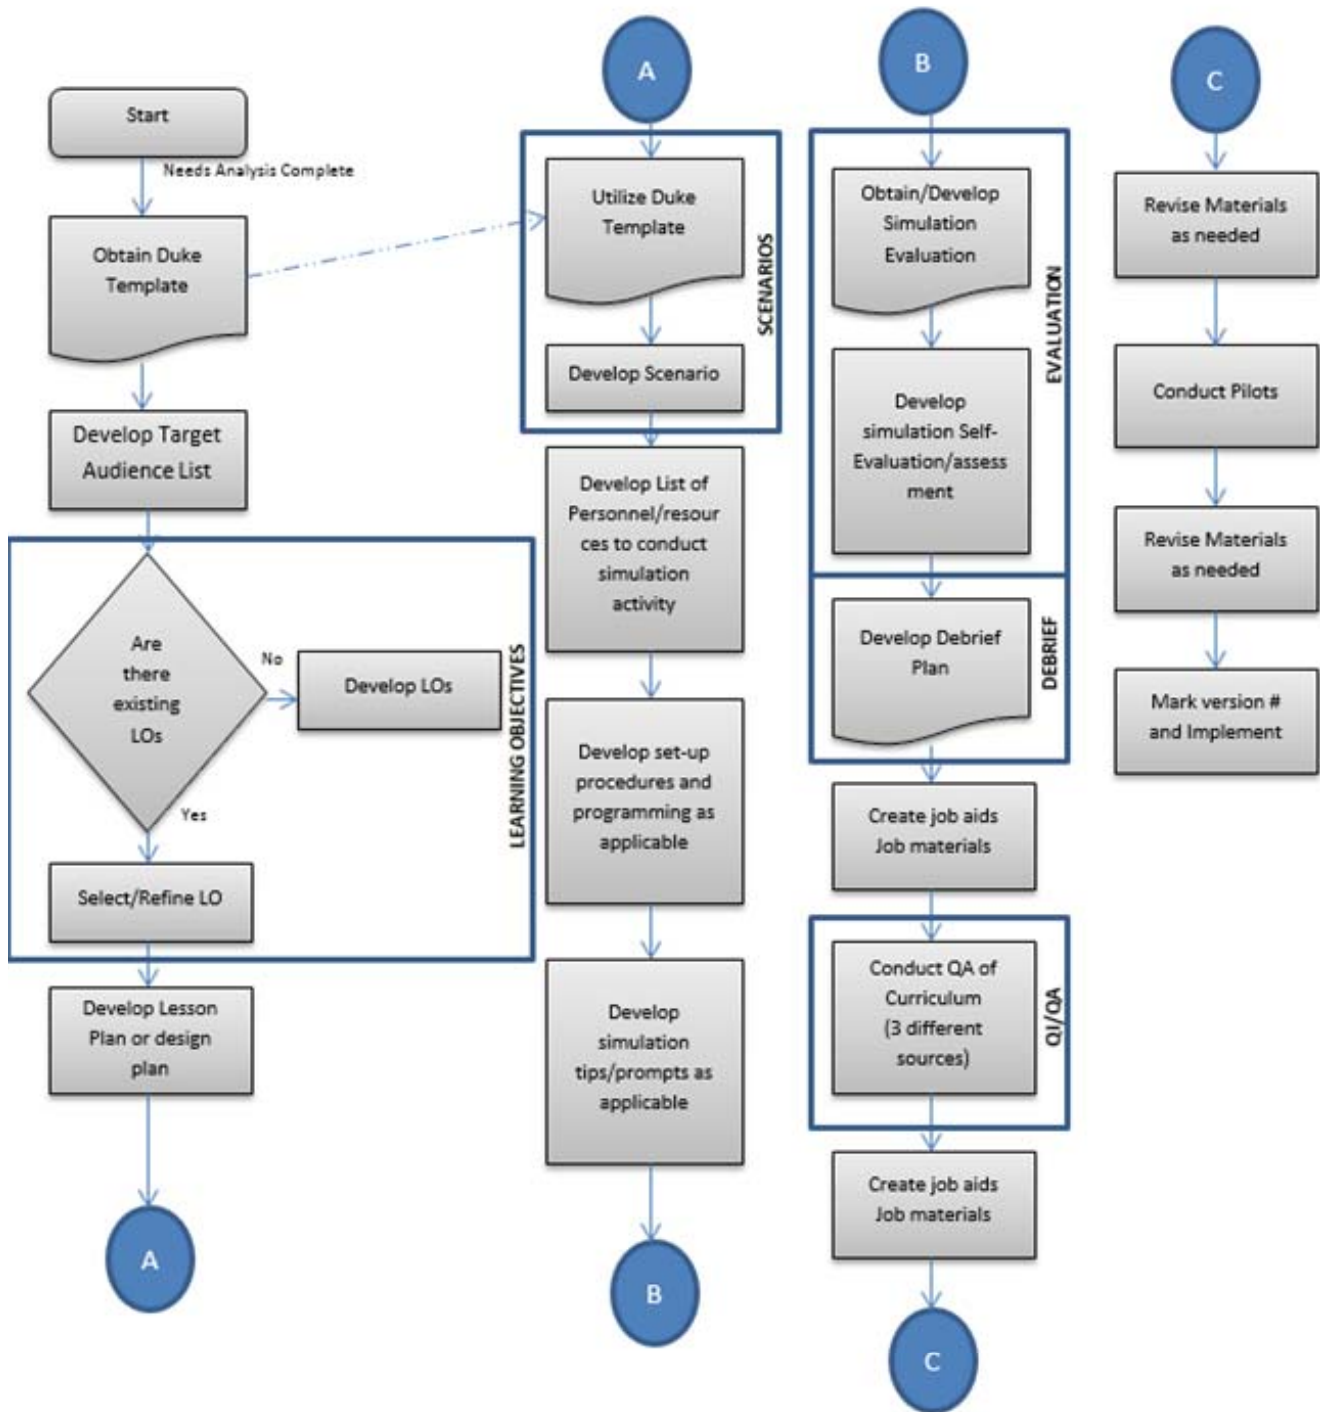 Start
Needs Analysis Complete
Obtain Duke
Template
Develop Target
Audience List
Are
there
existing
LOs
No
Develop LOs
Yes
Select/Refine LO
LEARNING OBJECTIVES
Develop Lesson
Plan or design
plan
A
A
Utilize Duke
Template
Develop Scenario
SCENARIOS
Develop List of
Personnel/resour
ces to conduct
simulation
activity
Develop set-up
procedures and
programming as
applicable
Develop
simulation
tips/prompts as
applicable
B
B
Obtain/Develop
Simulation
Evaluation
Develop
simulation Self-
Evaluation/assess
ment
EVALUATION
Develop Debrief
Plan
DEBRIEF
Create job aids
Job materials
Conduct QA of
Curriculum
(3 different
sources)
QI/QA
Create job aids
Job materials
C
C
Revise Materials
as needed
Conduct Pilots
Revise Materials
as needed
Mark version #
and Implement